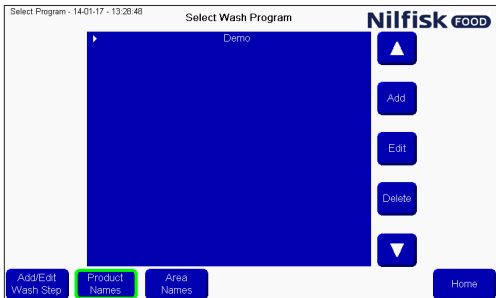 Select Program - 14-01-17 - 13:28:48
Select Wash Program
Nilfisk FOOD
Demo
Add
Edit
Delete
Add/Edit
Wash Step
Product
Names
Area
Names
Home